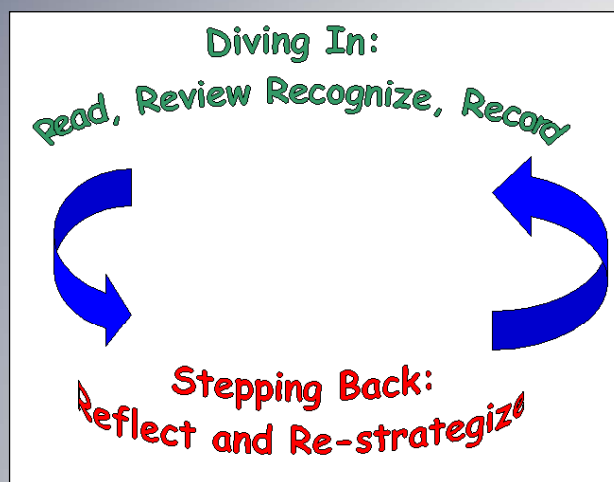 Diving In:
Read, Review Recognize, Record
Stepping Back:
Reflect and Re-strategize